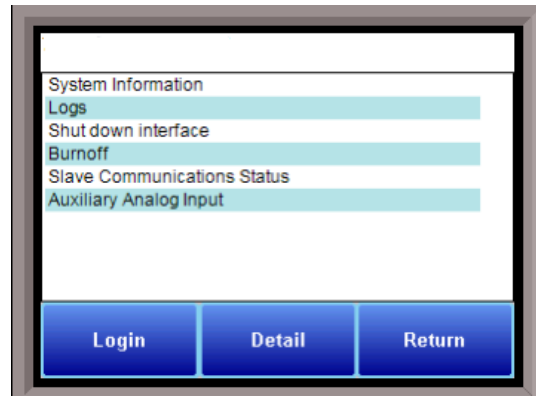 System Information
Logs
Shut down interface
Burnoff
Slave Communications Status
Auxiliary Analog Input
Login Detail Return